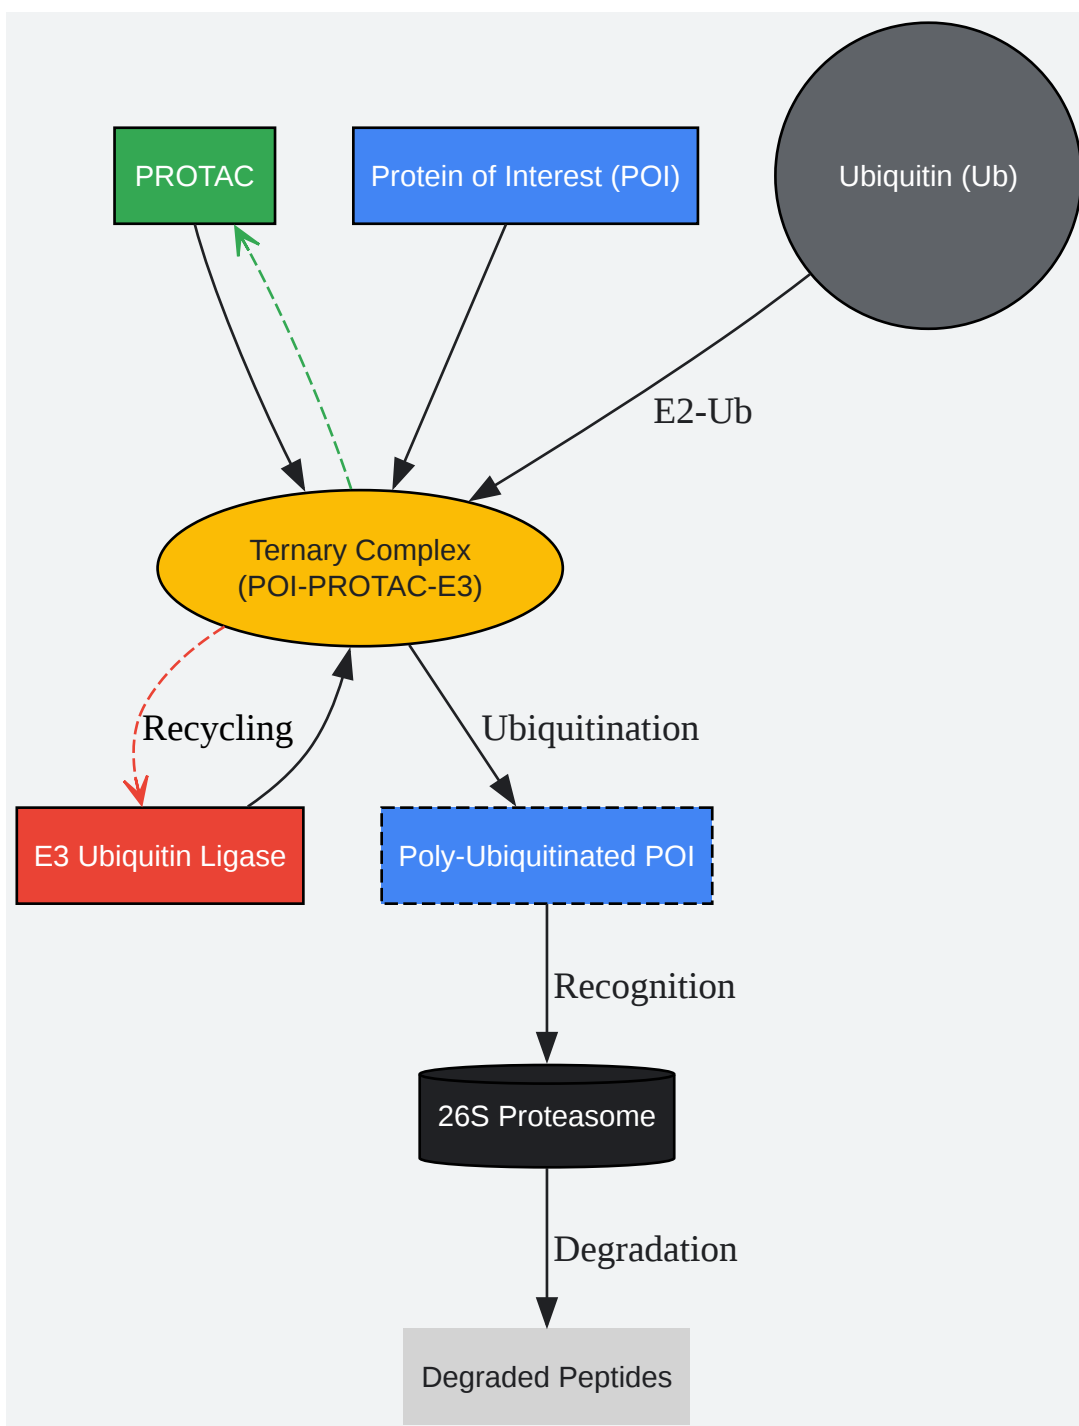 PROTAC
Protein of Interest (POI)
Ubiquitin (Ub)
E2-Ub
Ternary Complex
(POI-PROTAC-E3)
Recycling
Ubiquitination
E3 Ubiquitin Ligase
Poly-Ubiquitinated POI
Recognition
26S Proteasome
Degradation
Degraded Peptides